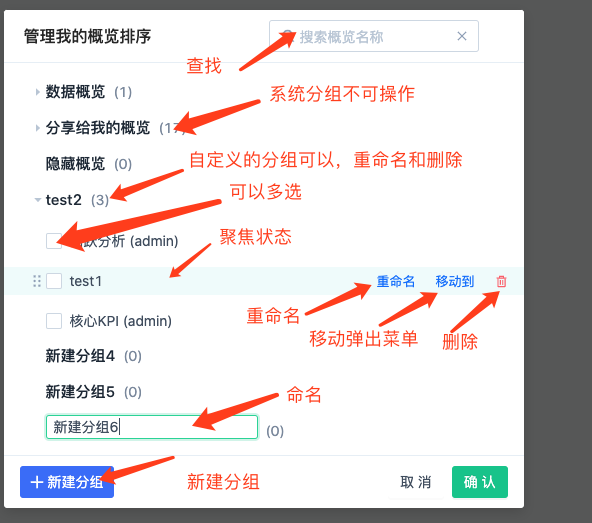 管理我的概览排序
搜索概览名称
查找
数据概览 (1)
系统分组不可操作
分享给我的概览 (17)
隐藏概览 (0)
自定义的分组可以，重命名和删除
test2 (3)
可以多选
跃分析 (admin)
聚焦状态
test1
重命名 移动到
核心KPI (admin)
重命名
移动弹出菜单
删除
新建分组4 (0)
新建分组5 (0)
命名
新建分组6
(0)
新建分组
新建分组
取消
确认